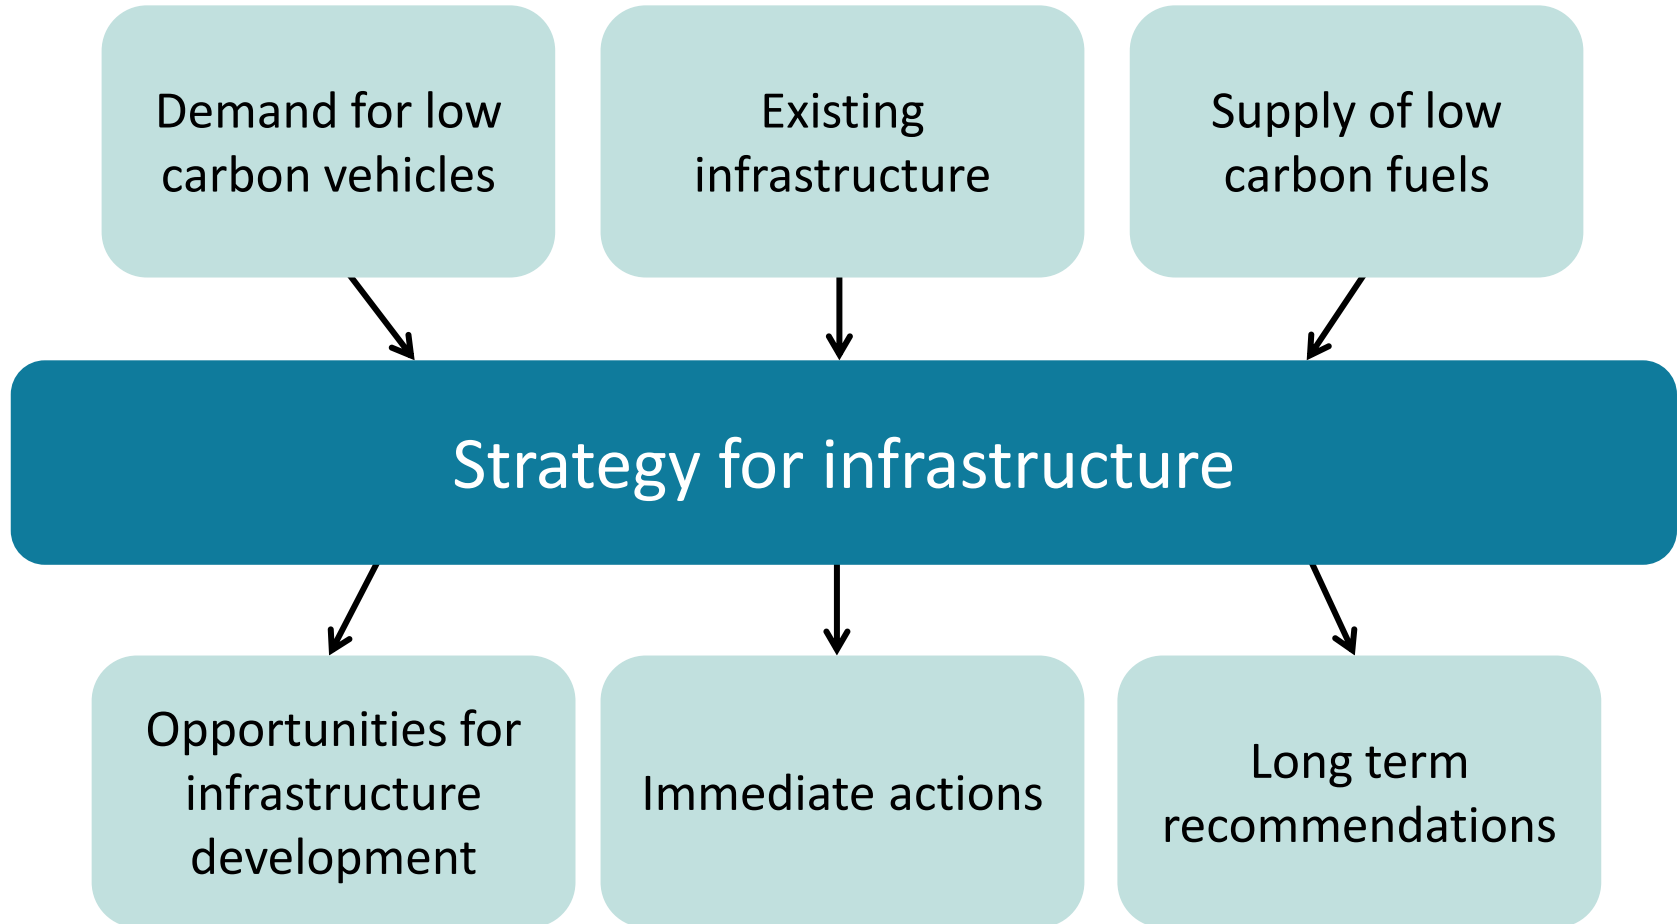 Demand for low
carbon vehicles
Existing
infrastructure
Supply of low
carbon fuels
Strategy for infrastructure
Opportunities for
infrastructure
development
Immediate actions
Long term
recommendations